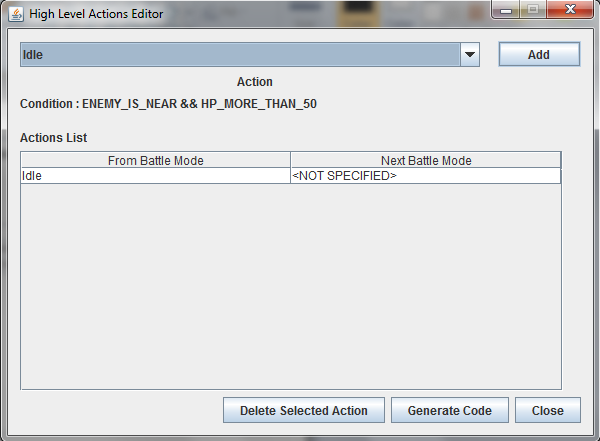 High Level Actions Editor
Idle
Add
Action
Condition : ENEMY_IS_NEAR && HP_MORE_THAN_50
Actions List
From Battle Mode Next Battle Mode
Idle <NOT SPECIFIED>
Delete Selected Action Generate Code Close